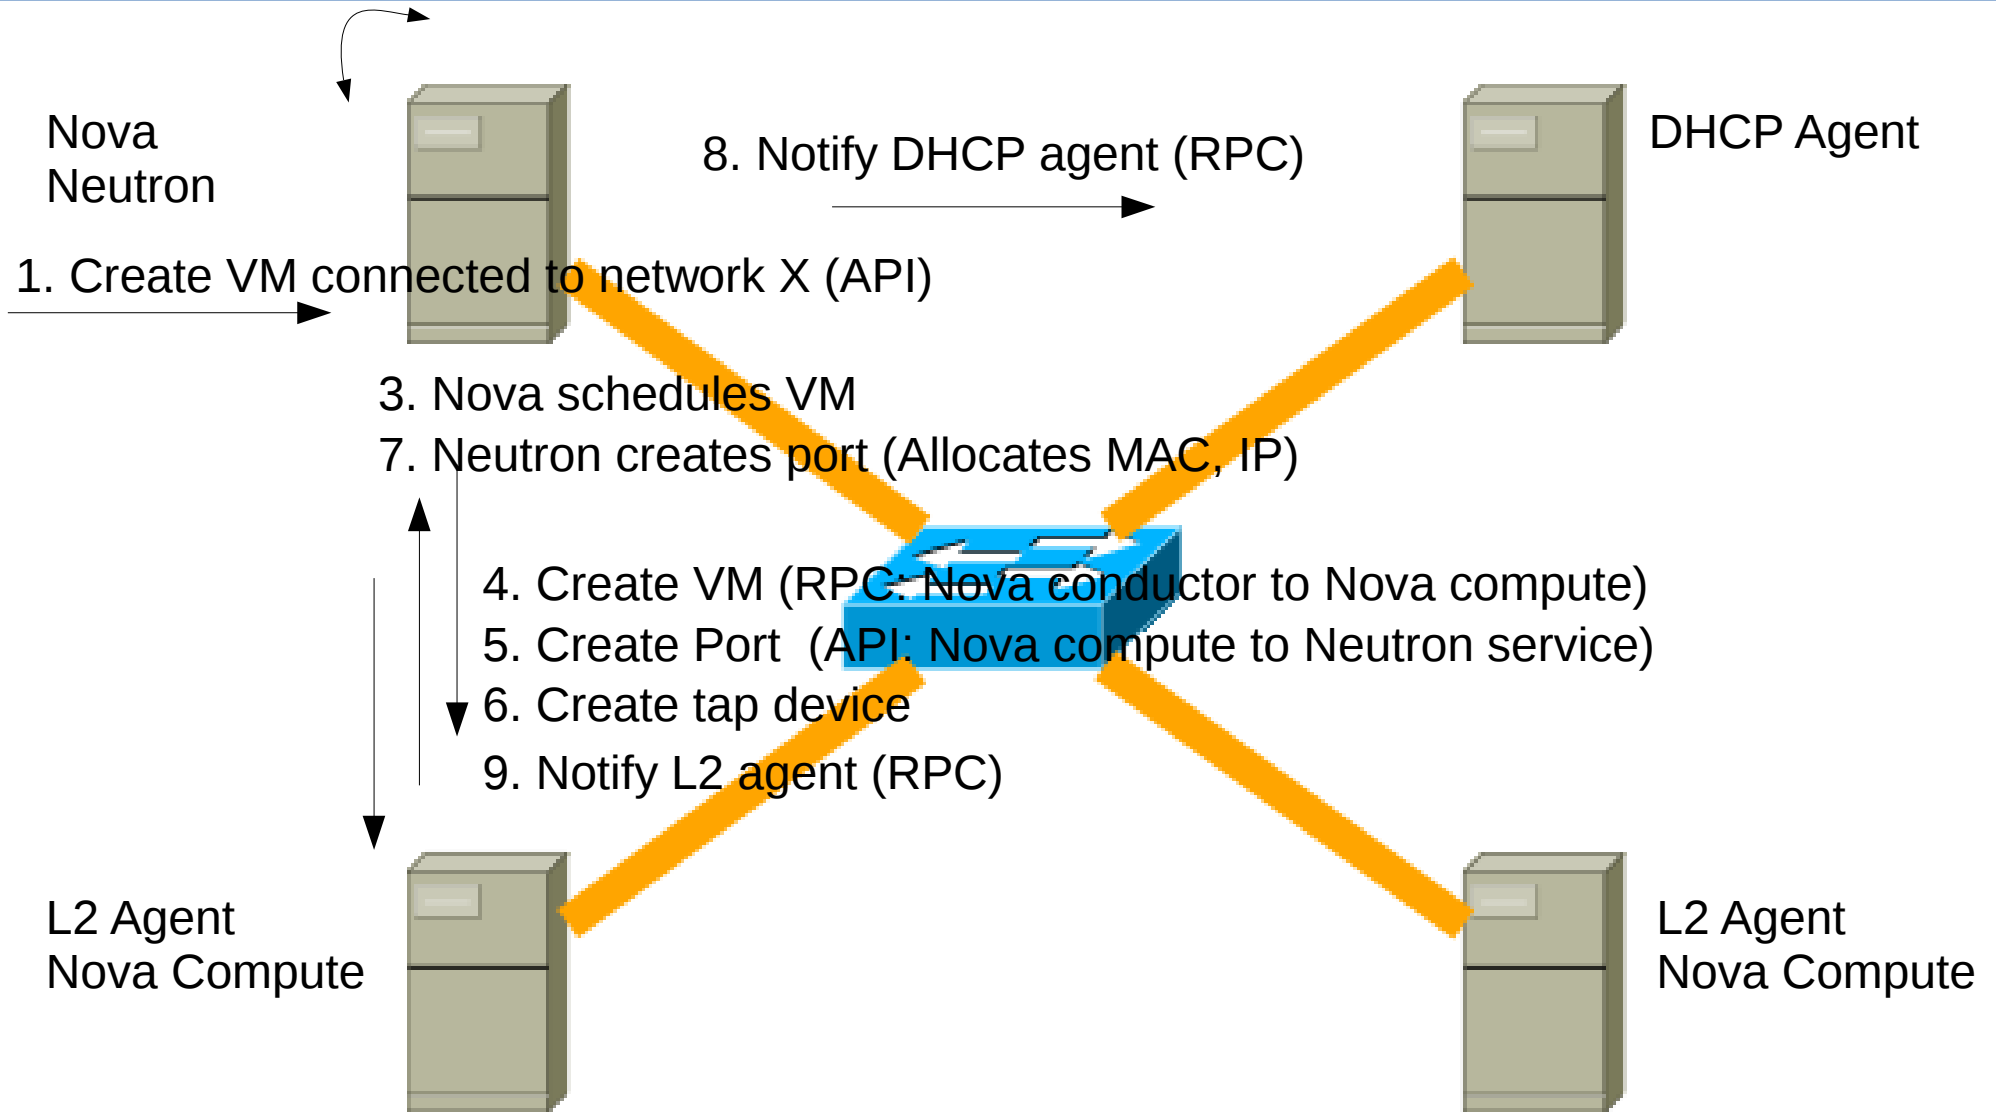 Nova
Neutron
8. Notify DHCP agent (RPC)
DHCP Agent
1. Create VM connected to network X (API)
3. Nova schedules VM
7. Neutron creates port (Allocates MAC, IP)
4. Create VM (RPC: Nova conductor to Nova compute)
5. Create Port  (API: Nova compute to Neutron service)
6. Create tap device
9. Notify L2 agent (RPC)
L2 Agent
Nova Compute
L2 Agent
Nova Compute